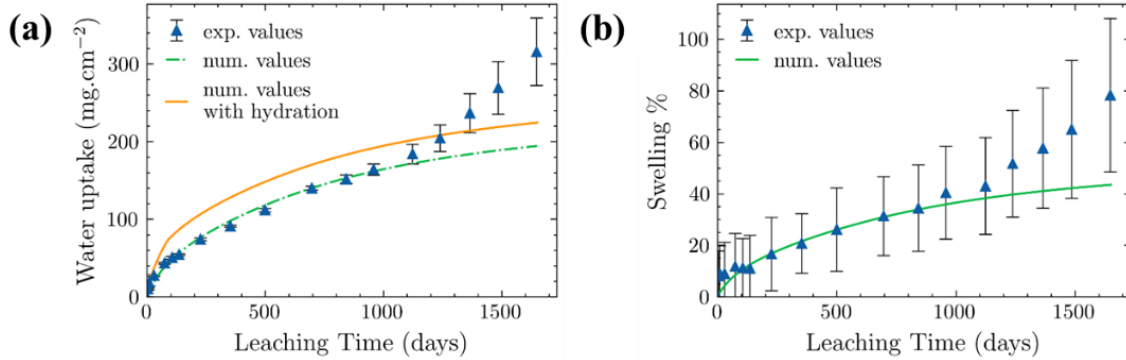 (a)
Water uptake (mg.cm⁻²)
300
200
100
0
exp. values
num. values
num. values
with hydration
0
500
1000
1500
Leaching Time (days)
(b)
Swelling %
100
80
60
40
20
0
exp. values
num. values
0
500
1000
1500
Leaching Time (days)